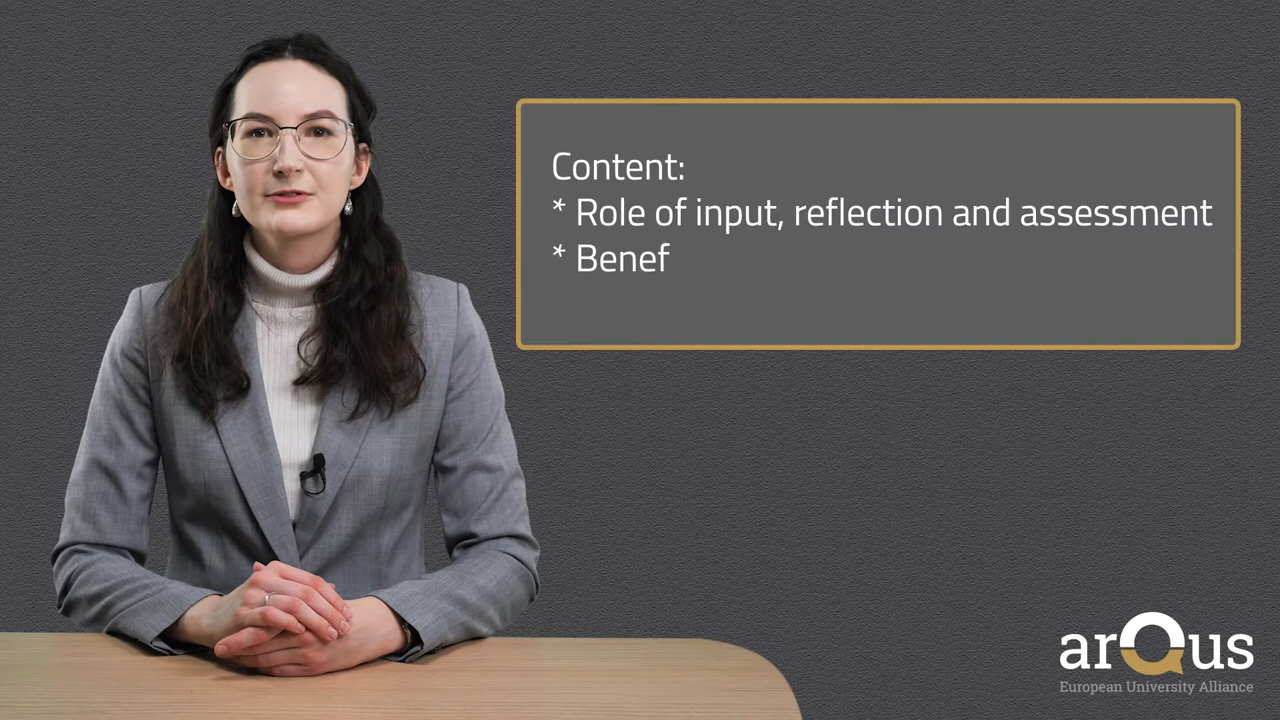 Content:
* Role of input, reflection and assessment
* Benef
arQus
European University Alliance